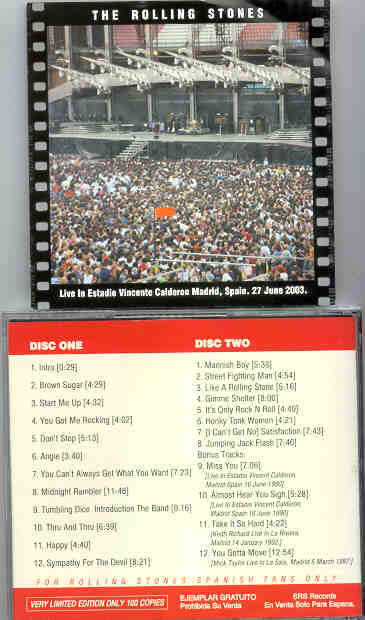 THE ROLLING STONES
Live In Estadio Vincente Calderon Madrid, Spain. 27 June 2003.
DISC ONE
1. Intro [0:29]
2. Brown Sugar [4:29]
3. Start Me Up [4:32]
4. You Got Me Rocking [4:02]
5. Don't Stop [5:13]
6. Angie [3:40]
7. You Can't Always Get What You Want [7:23]
8. Midnight Rambler [11:48]
9. Tumbling Dice Introduction The Band [9:16]
10. Thru And Thru [6:39]
11. Happy [4:40]
12. Sympathy For The Devil [8:21]
DISC TWO
1. Mannish Boy [5:38]
2. Street Fighting Man [4:54]
3. Like A Rolling Stone [5:16]
4. Gimme Shelter [8:00]
5. It's Only Rock N Roll [4:49]
6. Honky Tonk Women [4:21]
7. [I Can't Get No] Satisfaction [7:43]
8. Jumping Jack Flash [7:40]
Bonus Tracks:
9. Miss You [7:06]
[Live In Estadio Vincent Calderon,
Madrid Spain 16 June 1990]
10. Almost Hear You Sigh [5:28]
[Live In Estadio Vincent Calderon,
Madrid Spain 16 June 1990]
11. Take It So Hard [4:22]
[Keith Richard Live In La Riviera,
Madrid 14 January 1992.]
12. You Gotta Move [12:54]
[Mick Taylor Live In La Sala, Madrid 5 March 1997.]
FOR ROLLING STONES SPANISH FANS ONLY
VERY LIMITED EDITION ONLY 100 COPIES
EJEMPLAR GRATUITO
Prohibida Su Venta
SRS Records
En Venta Solo Para Espana.